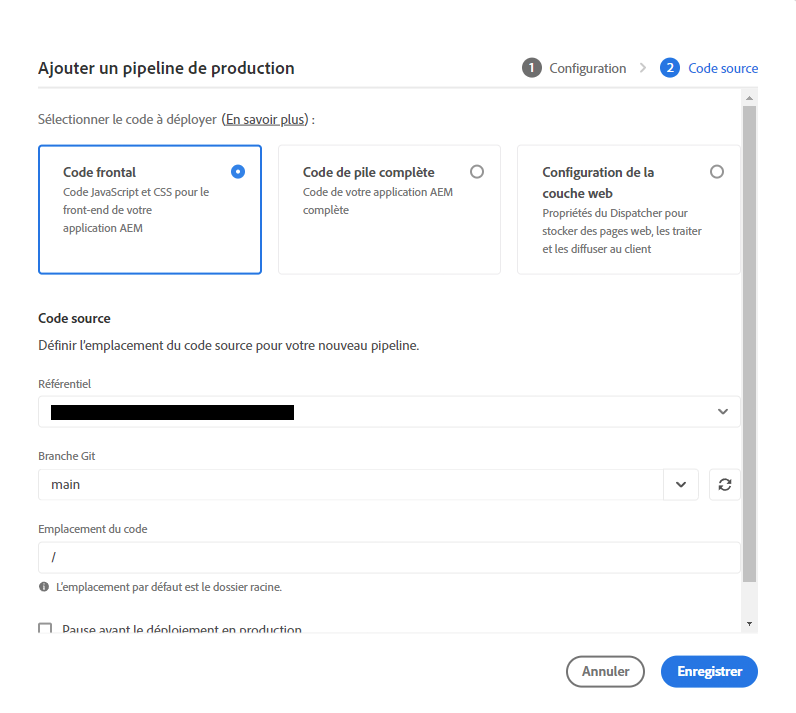 Ajouter un pipeline de production
1 Configuration 2 Code source
Sélectionner le code à déployer (En savoir plus) :
Code frontal
Code JavaScript et CSS pour le
front-end de votre
application AEM
Code de pile complète
Code de votre application AEM
complète
Configuration de la
couche web
Propriétés du Dispatcher pour
stocker des pages web, les traiter
et les diffuser au client
Code source
Définir l'emplacement du code source pour votre nouveau pipeline.
Référentiel
Branche Git
main
Emplacement du code
/
L'emplacement par défaut est le dossier racine.
Pause avant le déploiement en production
Annuler
Enregistrer